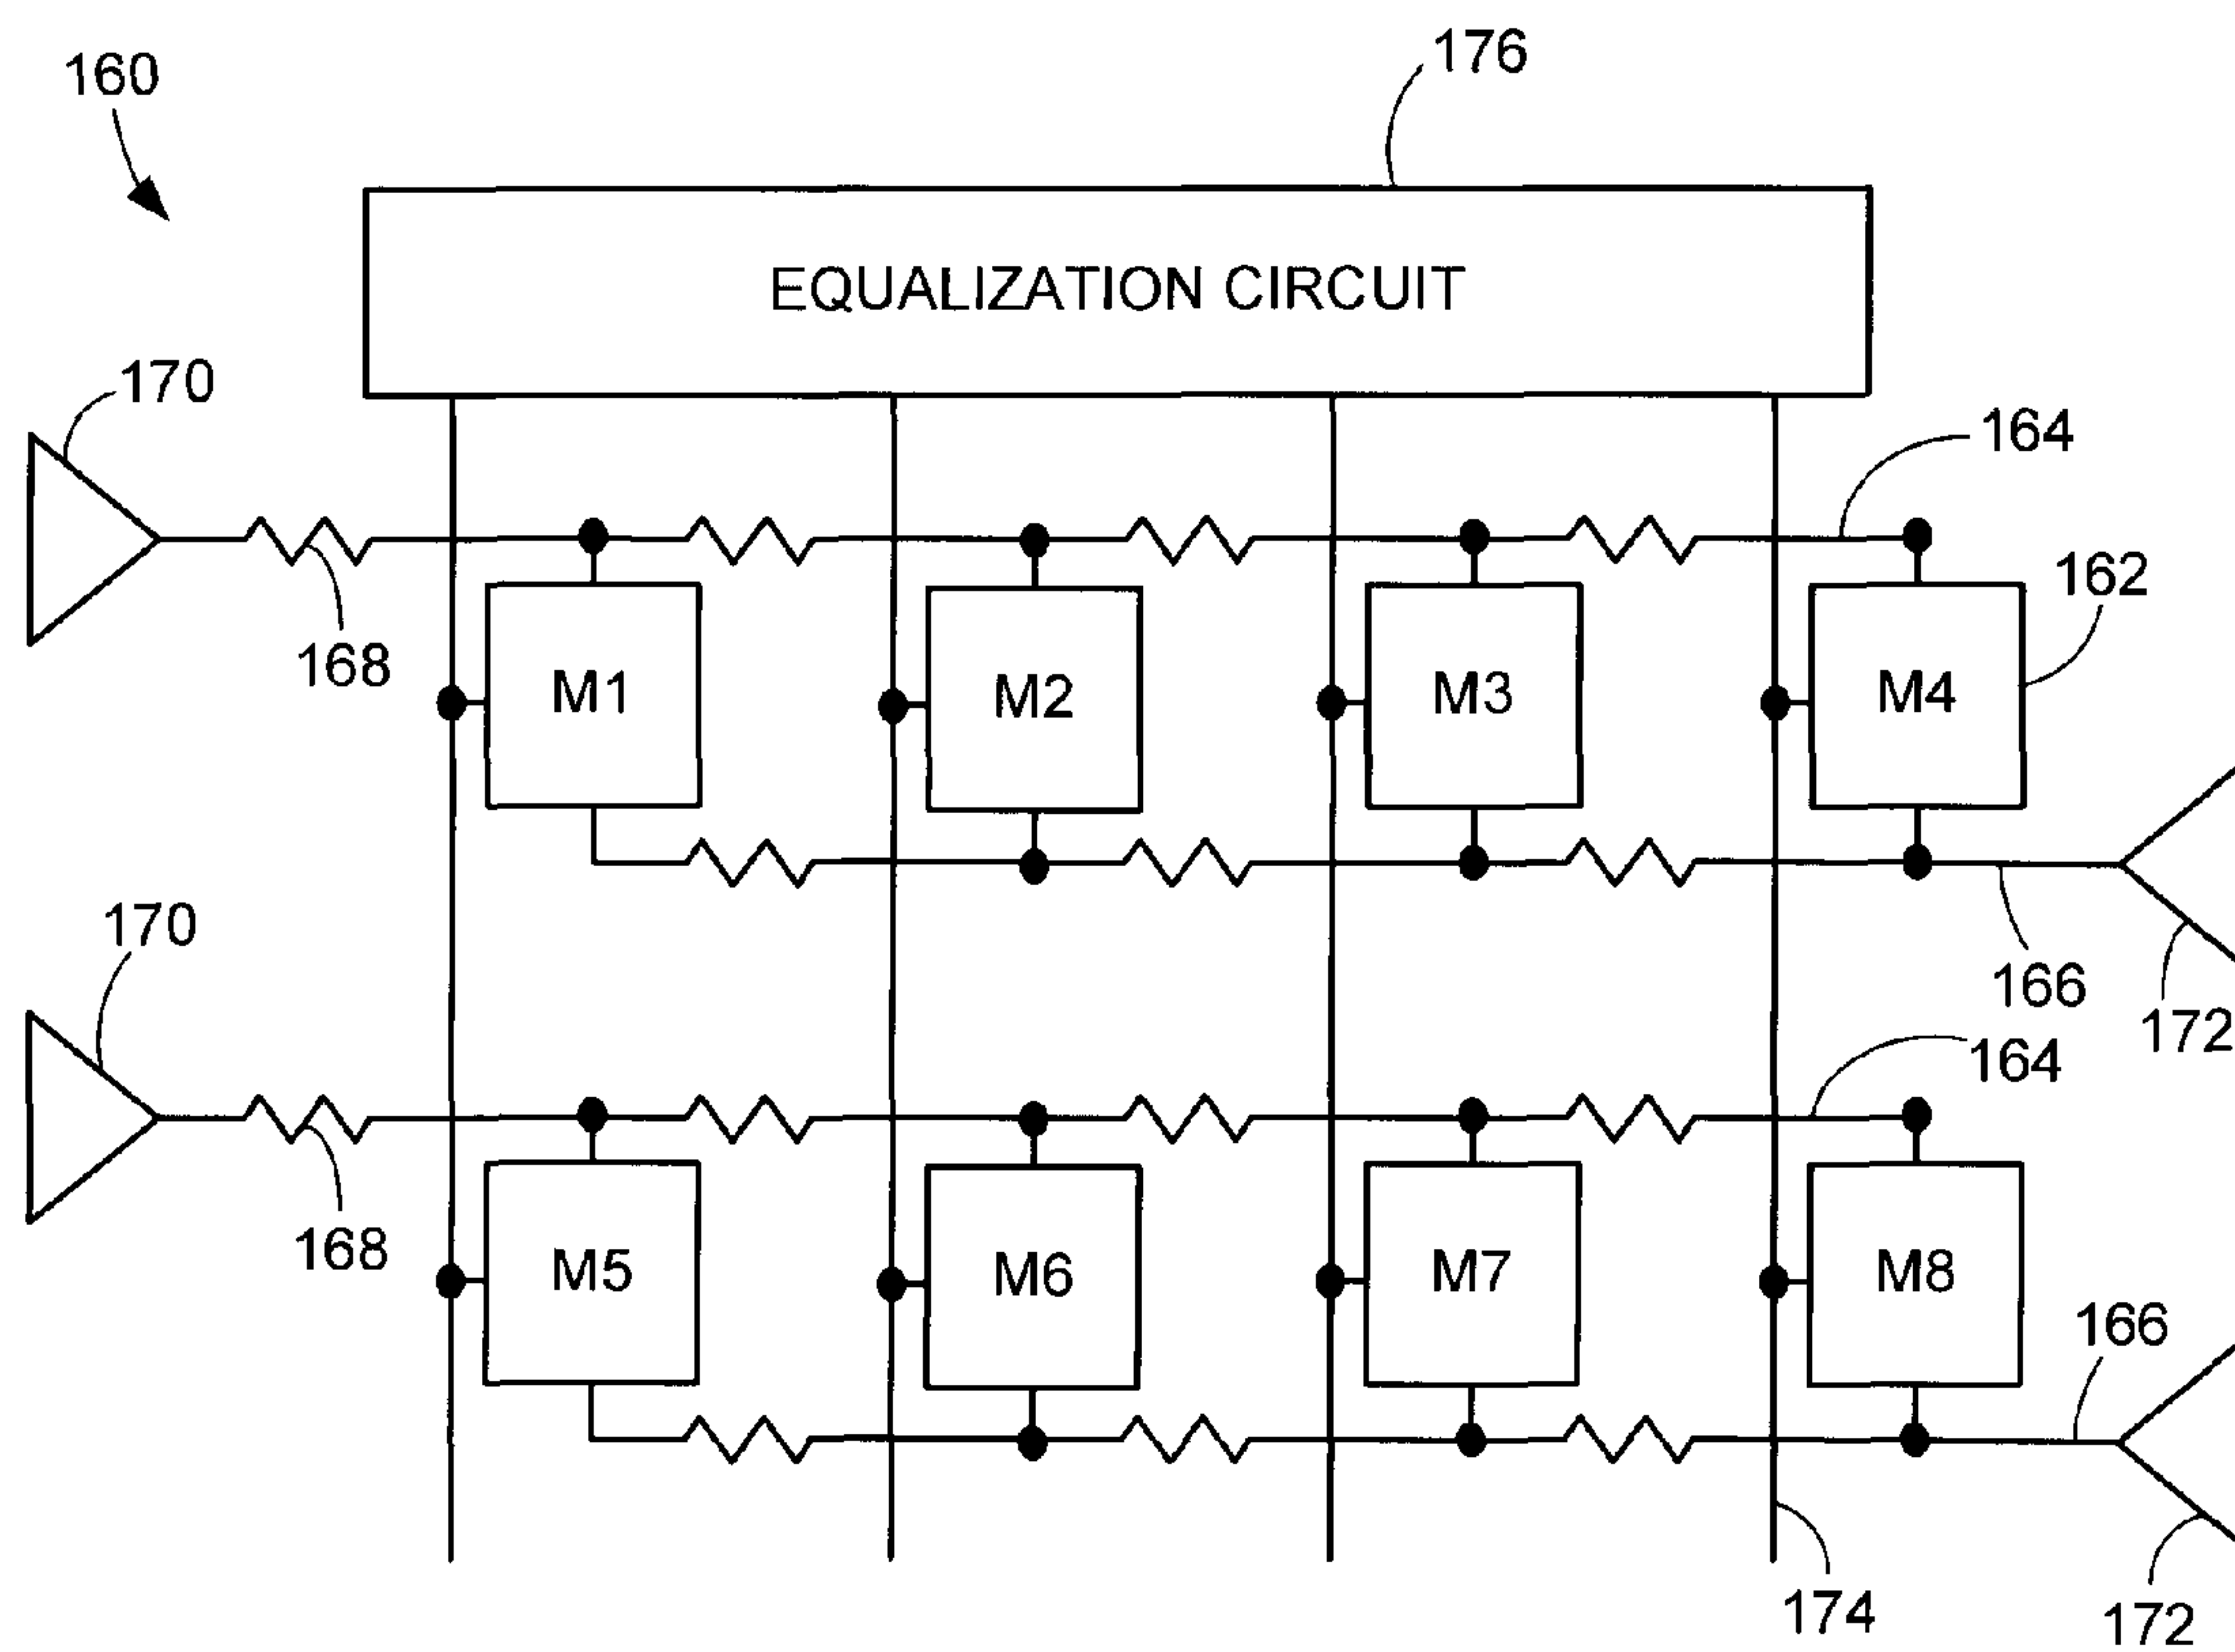 176
160
EQUALIZATION CIRCUIT
170
164
162
168
M1
M2
M3
M4
170
166
172
164
168
M5
M6
M7
M8
166
174
172